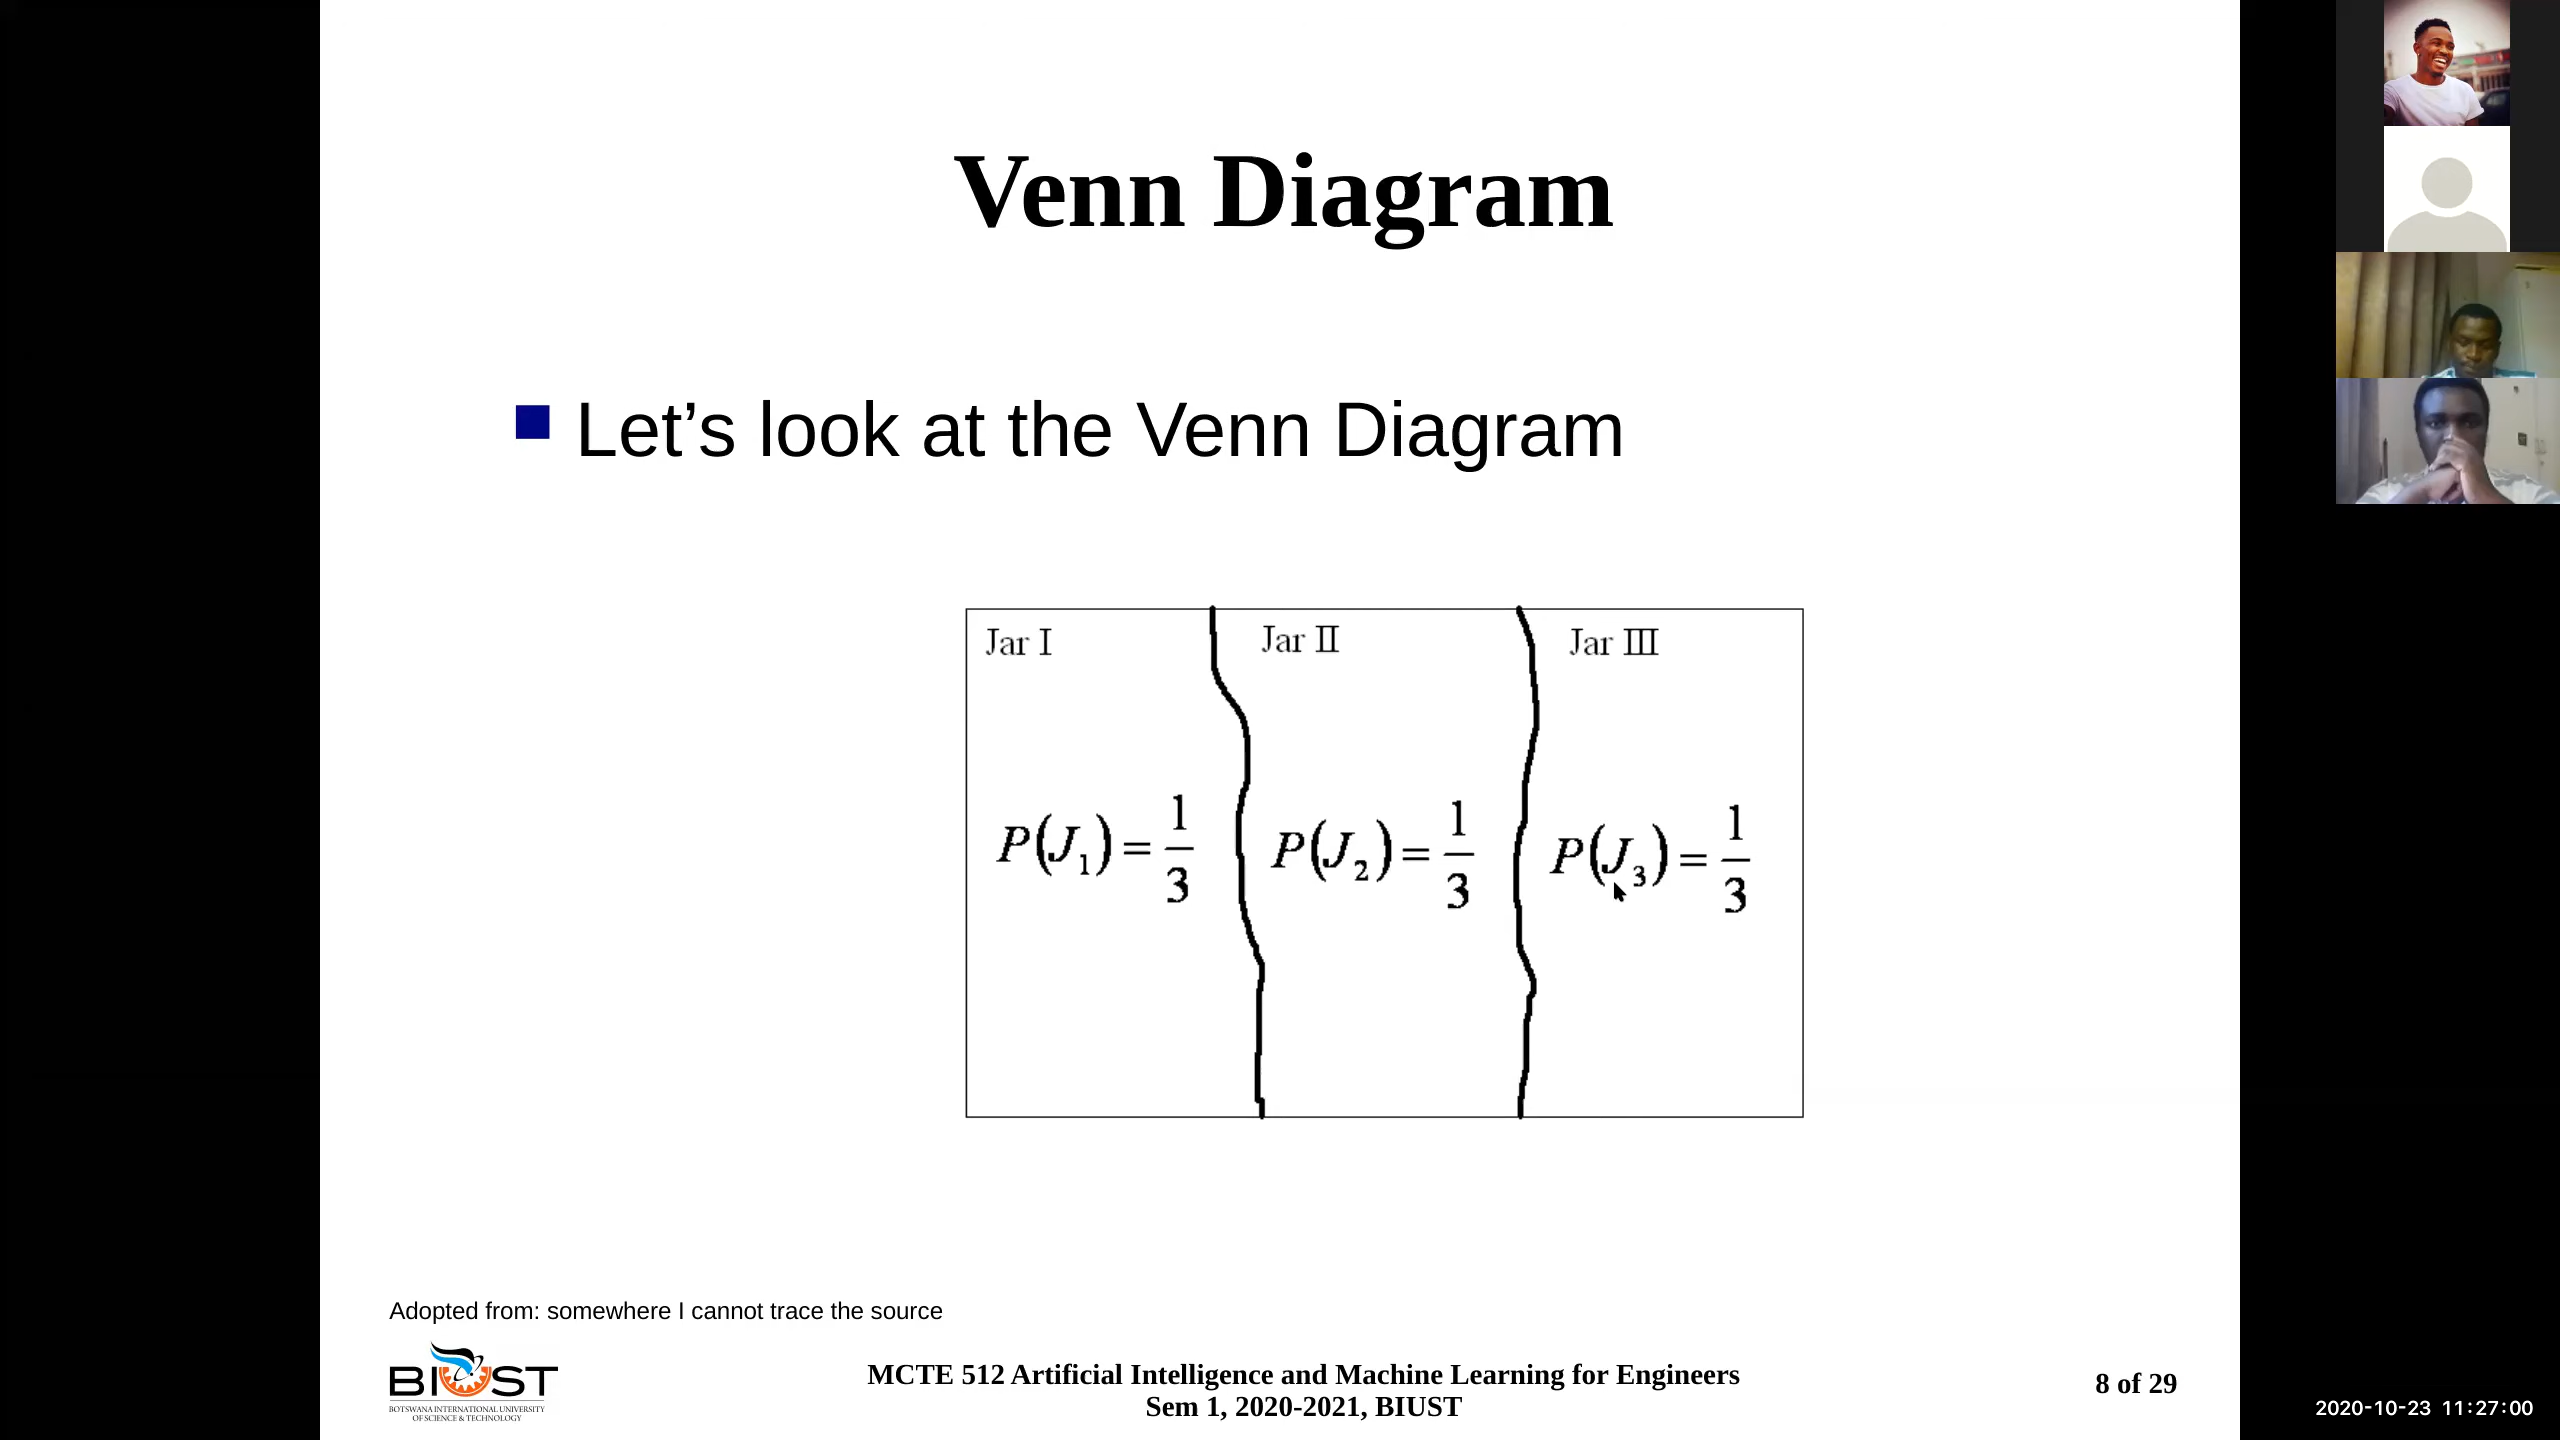 Venn Diagram
Let’s look at the Venn Diagram
Jar I Jar II Jar III
P(J₁) = 1/3 P(J₂) = 1/3 P(J₃) = 1/3
Adopted from: somewhere I cannot trace the source
BIUST
BOTSWANA INTERNATIONAL UNIVERSITY
OF SCIENCE & TECHNOLOGY
MCTE 512 Artificial Intelligence and Machine Learning for Engineers
Sem 1, 2020-2021, BIUST
8 of 29
2020-10-23 11:27:00